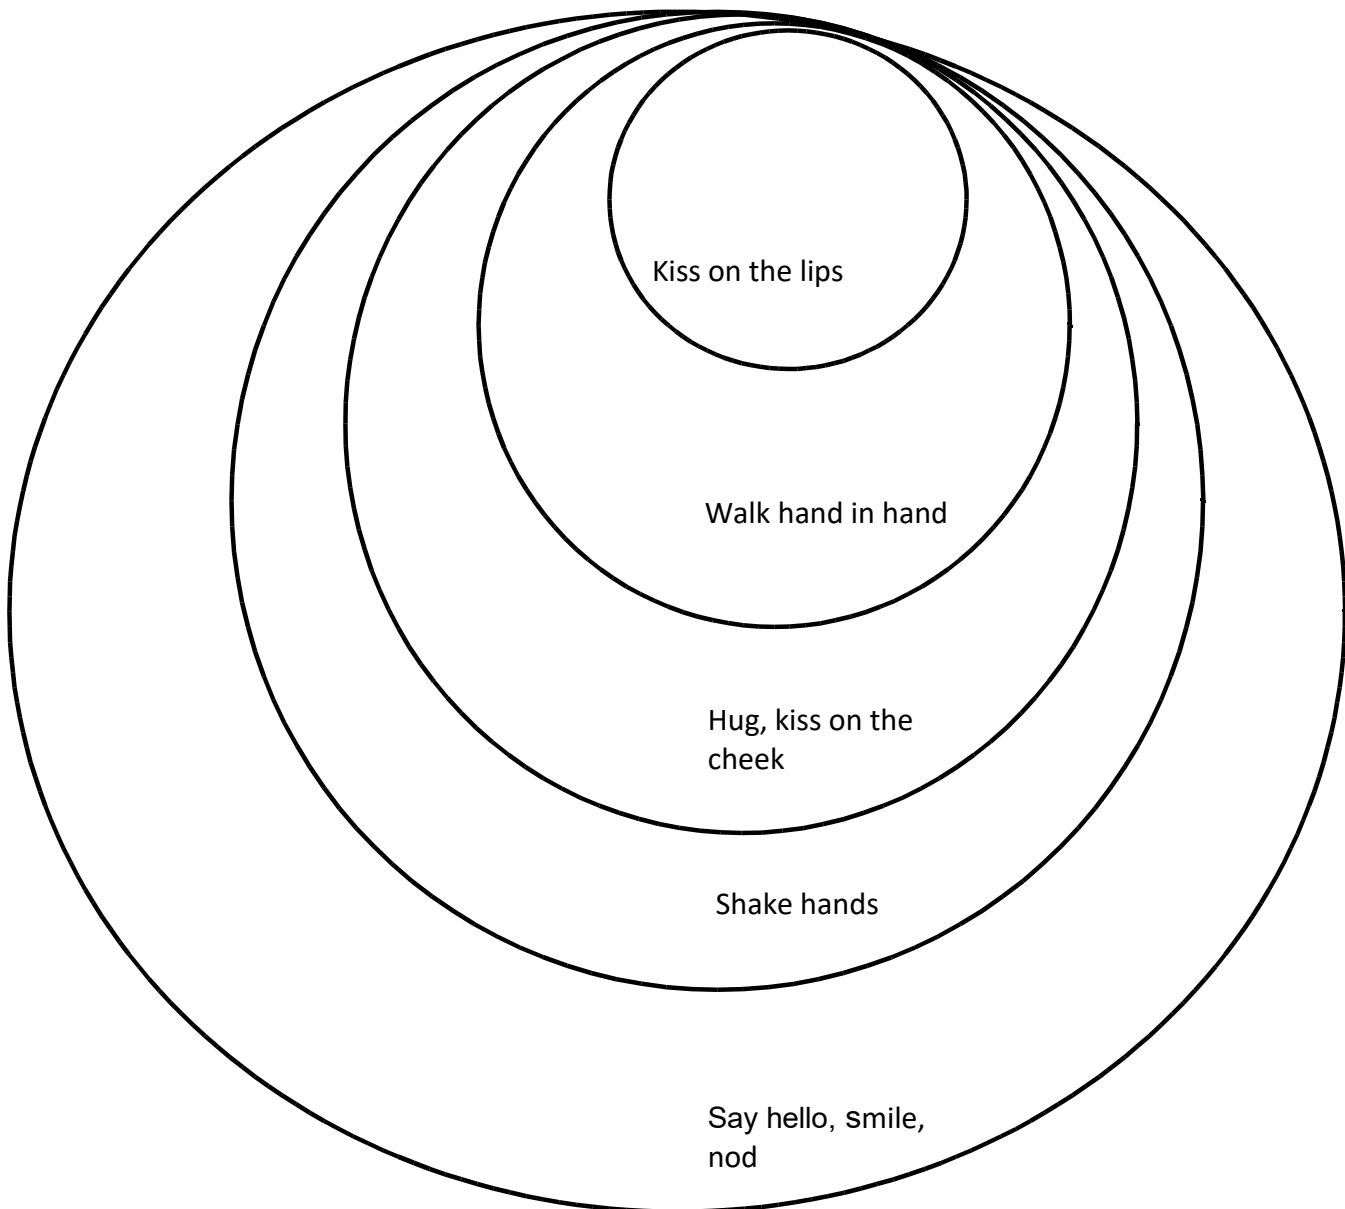 Kiss on the lips
Walk hand in hand
Hug, kiss on the
cheek
Shake hands
Say hello, smile,
nod